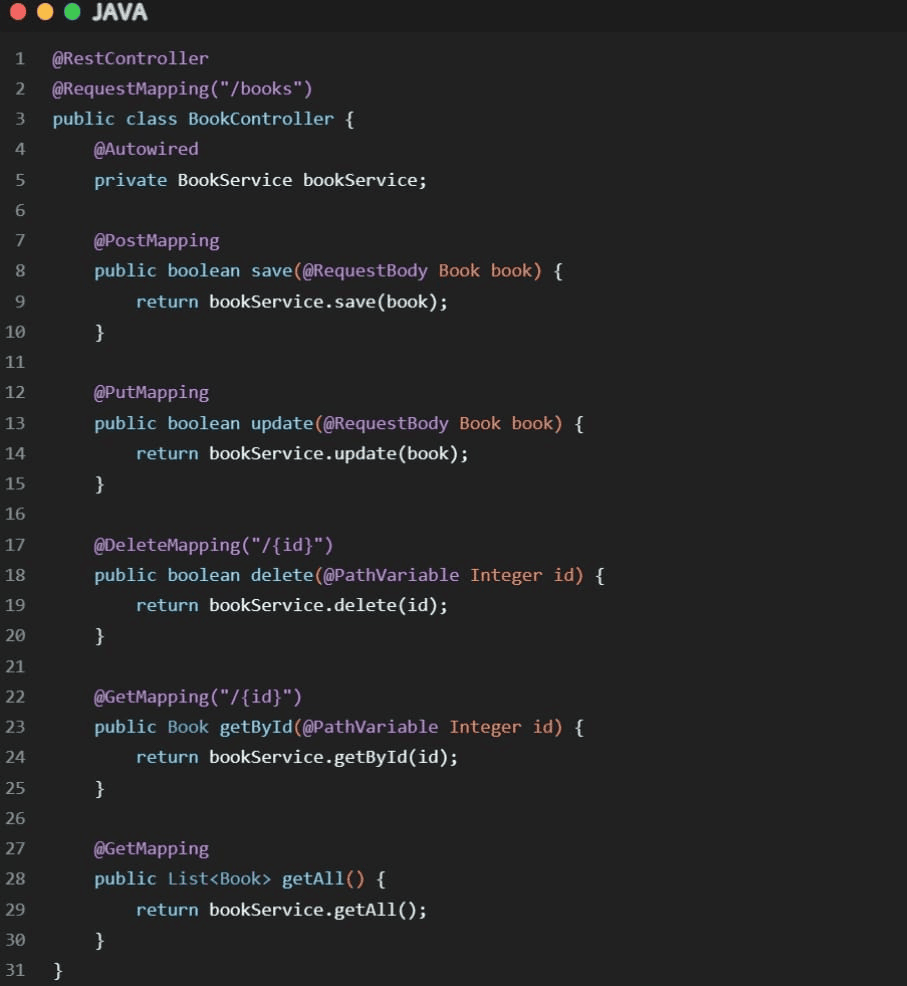 JAVA
1 @RestController
2 @RequestMapping("/books")
3 public class BookController {
4     @Autowired
5     private BookService bookService;
6
7     @PostMapping
8     public boolean save(@RequestBody Book book) {
9         return bookService.save(book);
10     }
11
12     @PutMapping
13     public boolean update(@RequestBody Book book) {
14         return bookService.update(book);
15     }
16
17     @DeleteMapping("/{id}")
18     public boolean delete(@PathVariable Integer id) {
19         return bookService.delete(id);
20     }
21
22     @GetMapping("/{id}")
23     public Book getById(@PathVariable Integer id) {
24         return bookService.getById(id);
25     }
26
27     @GetMapping
28     public List<Book> getAll() {
29         return bookService.getAll();
30     }
31 }